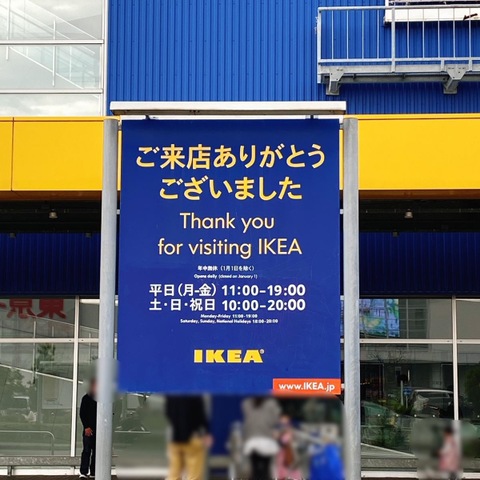 ご来店ありがとう
ございました
Thank you
for visiting IKEA
年中無休（1月1日を除く）
Opens daily (closed on January 1)
平日（月-金）11:00-19:00
土・日・祝日 10:00-20:00
Monday-Friday 11:00-19:00
Saturday, Sunday, National Holidays 10:00-20:00
IKEA
www.IKEA.jp